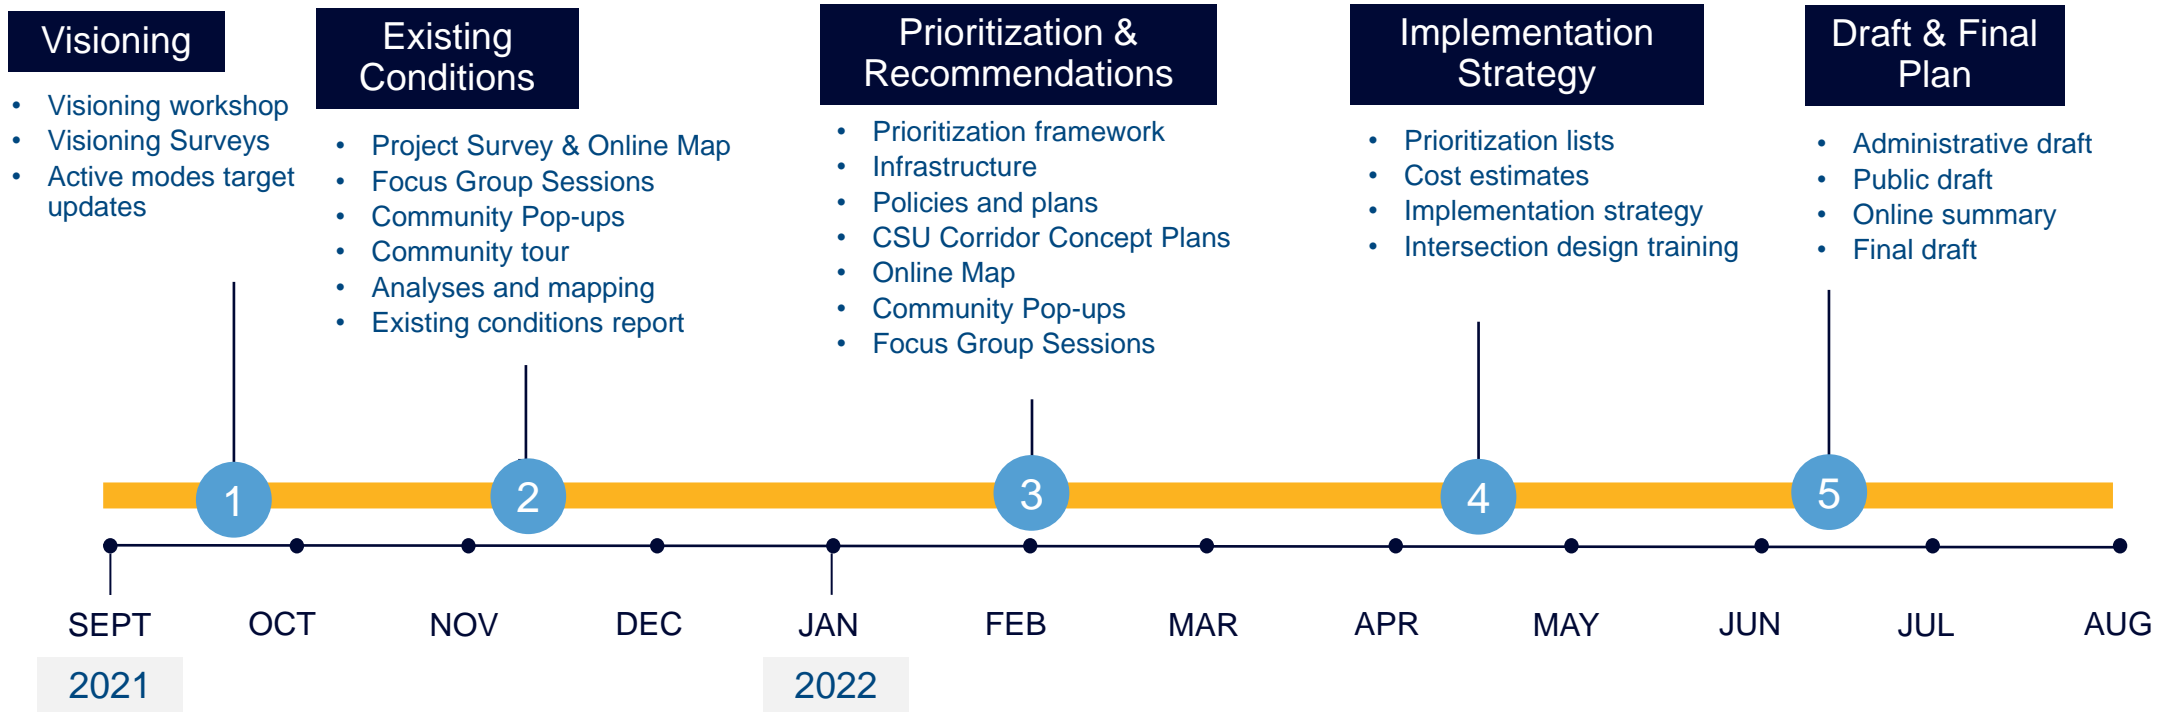 Visioning
• Visioning workshop
• Visioning Surveys
• Active modes target
updates
Existing
Conditions
• Project Survey & Online Map
• Focus Group Sessions
• Community Pop-ups
• Community tour
• Analyses and mapping
• Existing conditions report
Prioritization &
Recommendations
• Prioritization framework
• Infrastructure
• Policies and plans
• CSU Corridor Concept Plans
• Online Map
• Community Pop-ups
• Focus Group Sessions
Implementation
Strategy
• Prioritization lists
• Cost estimates
• Implementation strategy
• Intersection design training
Draft & Final
Plan
• Administrative draft
• Public draft
• Online summary
• Final draft
1
2
3
4
5
SEPT
OCT
NOV
DEC
JAN
FEB
MAR
APR
MAY
JUN
JUL
AUG
2021
2022